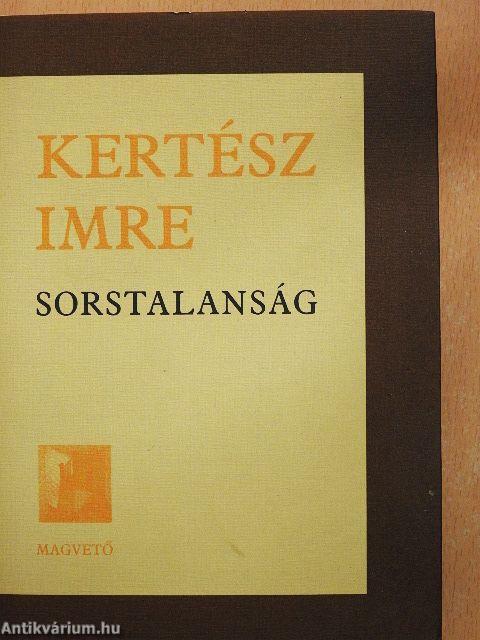 KERTÉSZ
IMRE
SORSTALANSÁG
MAGVETŐ
Antikvárium.hu